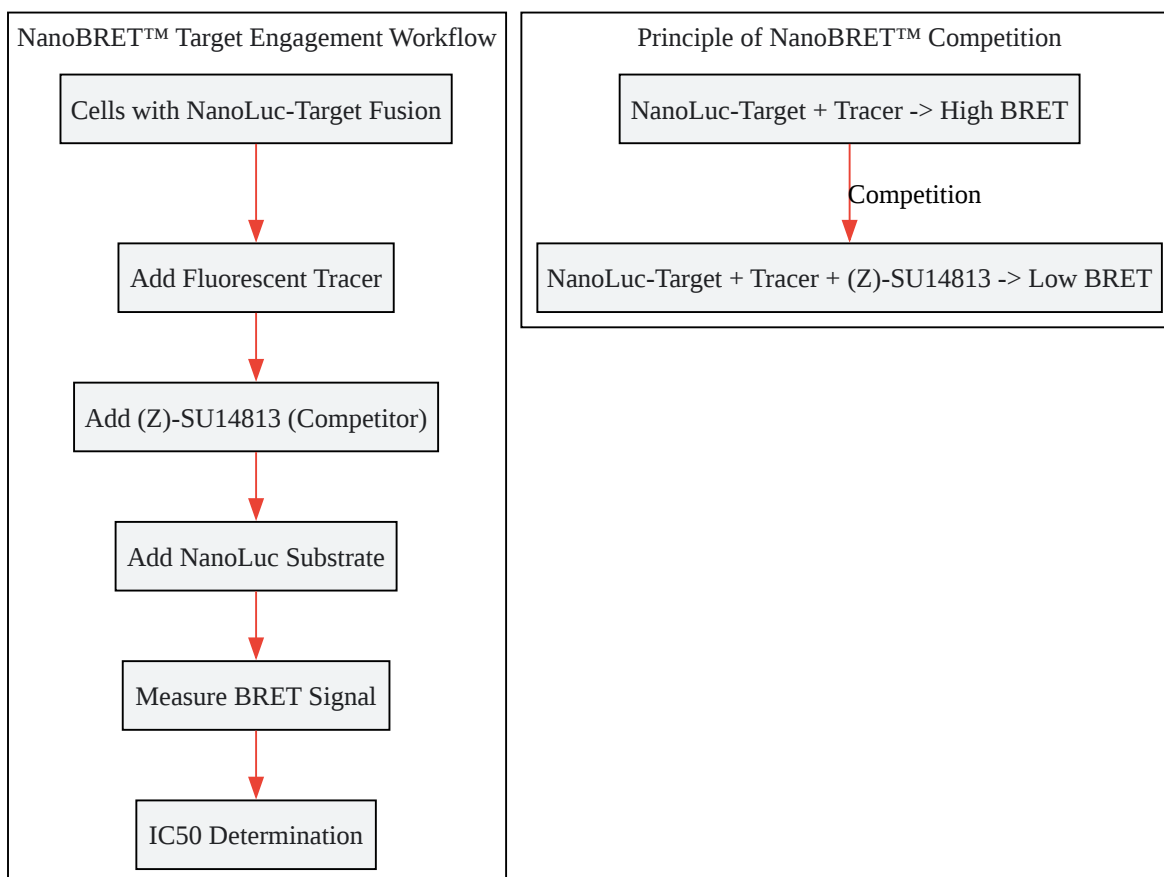 NanoBRET™ Target Engagement Workflow
Cells with NanoLuc-Target Fusion
Add Fluorescent Tracer
Add (Z)-SU14813 (Competitor)
Add NanoLuc Substrate
Measure BRET Signal
IC50 Determination
Principle of NanoBRET™ Competition
NanoLuc-Target + Tracer -> High BRET
Competition
NanoLuc-Target + Tracer + (Z)-SU14813 -> Low BRET